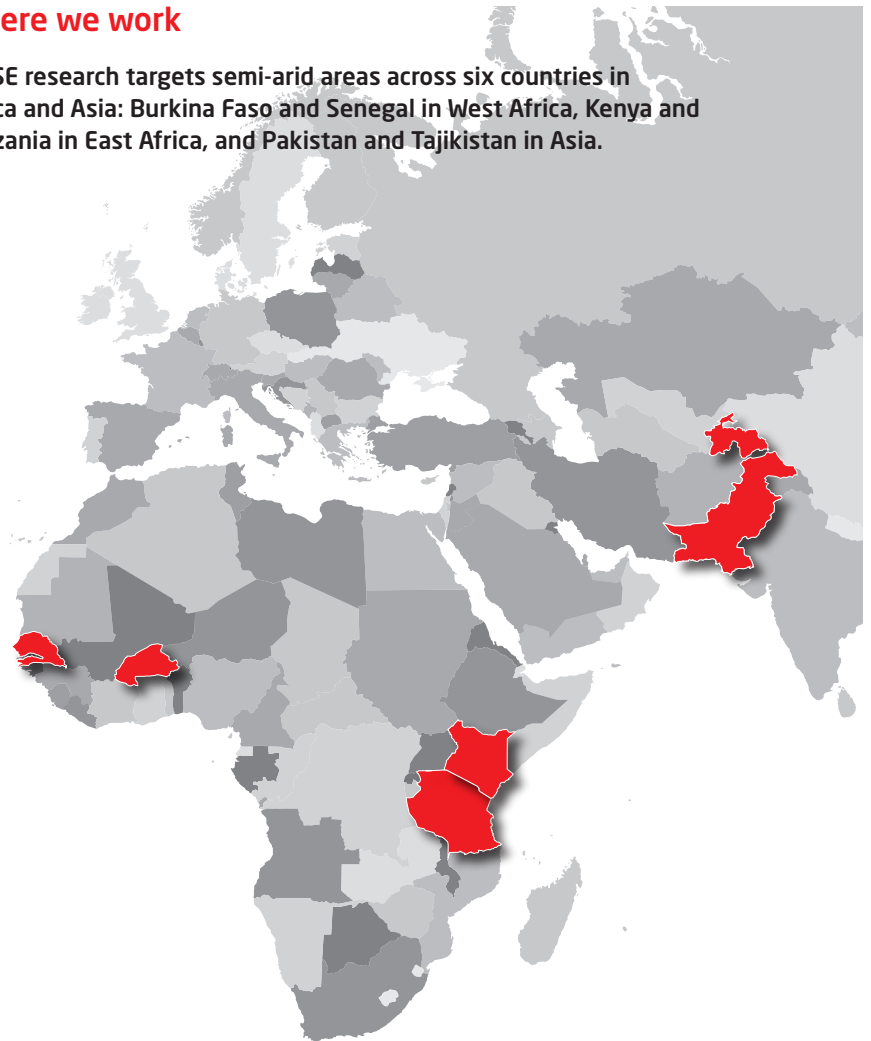 ere we work
SE research targets semi-arid areas across six countries in
ca and Asia: Burkina Faso and Senegal in West Africa, Kenya and
zania in East Africa, and Pakistan and Tajikistan in Asia.